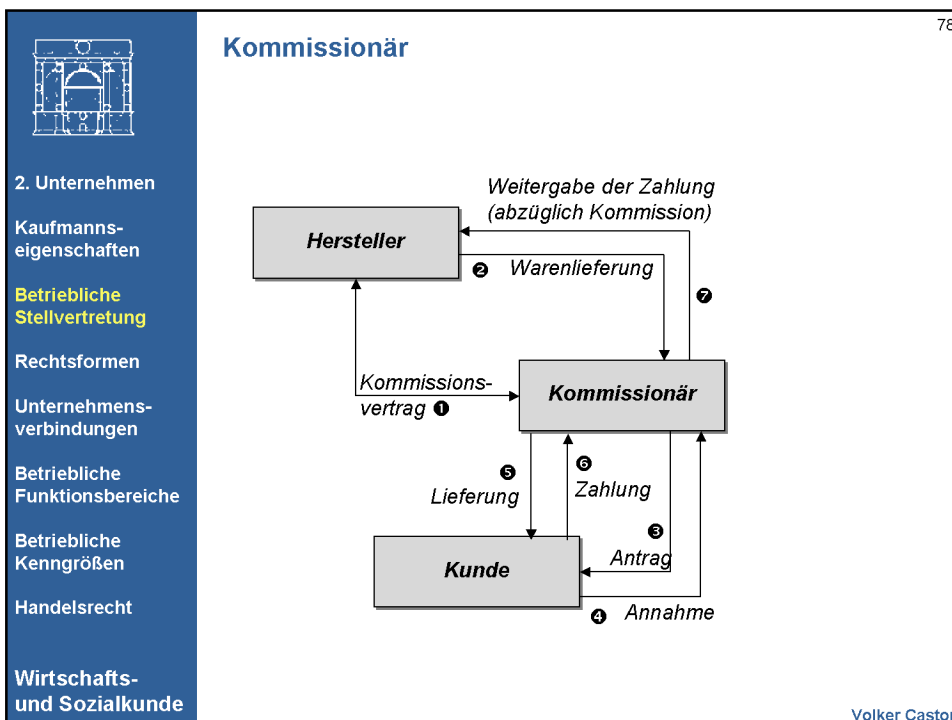 78
Kommissionär
2. Unternehmen
Kaufmanns-
eigenschaften
Betriebliche
Stellvertretung
Rechtsformen
Unternehmens-
verbindungen
Betriebliche
Funktionsbereiche
Betriebliche
Kenngrößen
Handelsrecht
Wirtschafts-
und Sozialkunde
Weitergabe der Zahlung
(abzüglich Kommission)
Hersteller
❷ Warenlieferung
❼
Kommissions-
vertrag ❶
Kommissionär
❺
Lieferung
❻
Zahlung
❸
Antrag
Kunde
❹ Annahme
Volker Castor